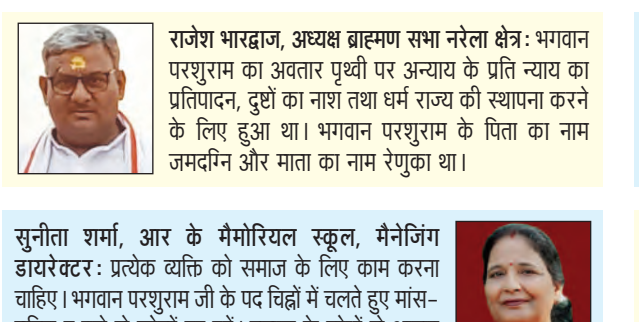 राजेश भारद्वाज, अध्यक्ष ब्राह्मण सभा नरेला क्षेत्र: भगवान
परशुराम का अवतार पृथ्वी पर अन्याय के प्रति न्याय का
प्रतिपादन, दुष्टों का नाश तथा धर्म राज्य की स्थापना करने
के लिए हुआ था। भगवान परशुराम के पिता का नाम
जमदग्नि और माता का नाम रेणुका था।
सुनीता शर्मा, आर के मैमोरियल स्कूल, मैनेजिंग
डायरेक्टर: प्रत्येक व्यक्ति को समाज के लिए काम करना
चाहिए। भगवान परशुराम जी के पद चिह्नों में चलते हुए मांस-